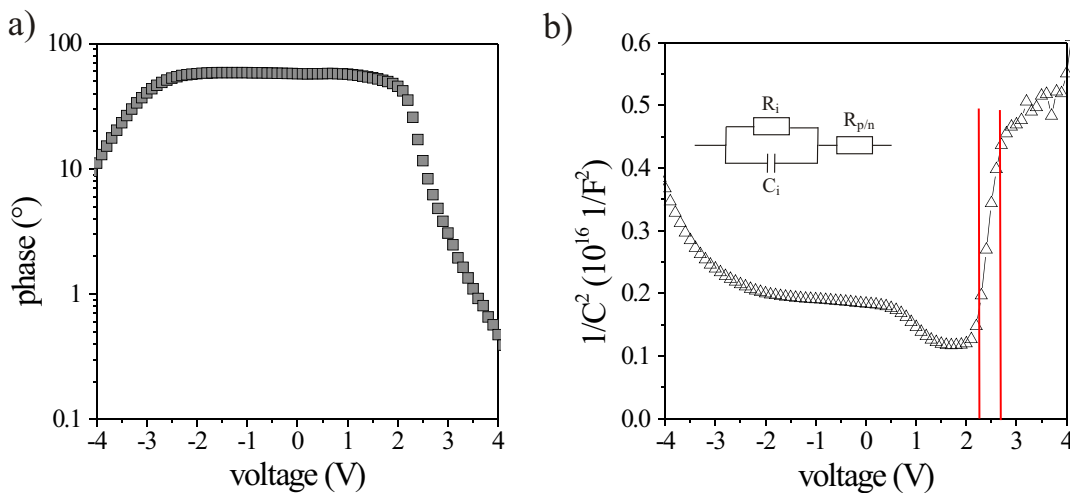 a)
100
10
1
0.1
phase (°)
-4 -3 -2 -1 0 1 2 3 4
voltage (V)
b)
0.6
0.5
0.4
0.3
0.2
0.1
0.0
1/C² (10¹⁶ 1/F²)
R_i
R_p/n
C_i
-4 -3 -2 -1 0 1 2 3 4
voltage (V)